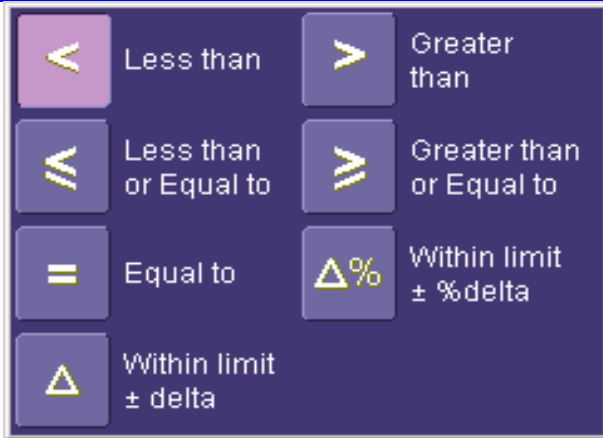 < Less than
> Greater
than
≤ Less than
or Equal to
≥ Greater than
or Equal to
= Equal to
Δ% Within limit
± %delta
Δ Within limit
± delta